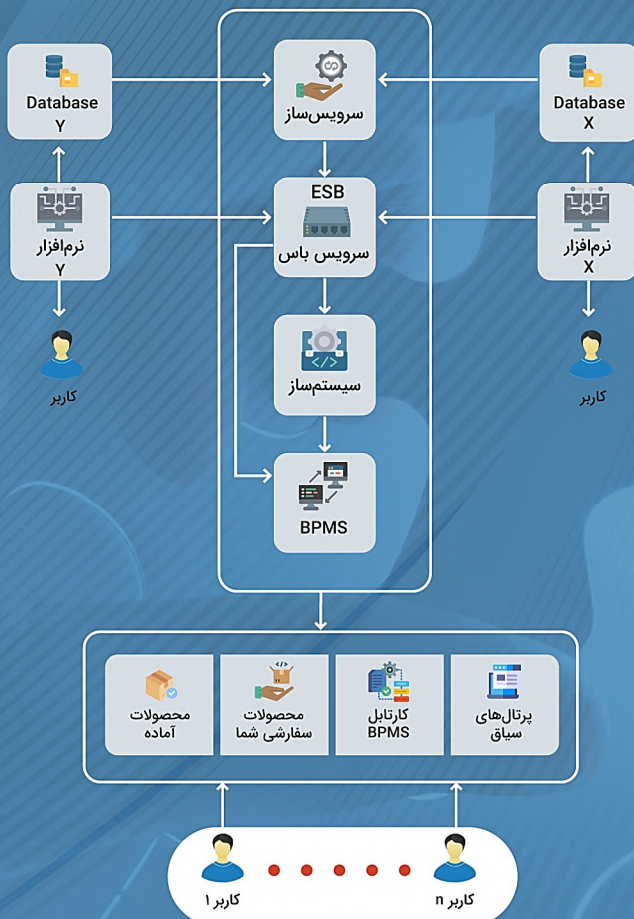 Database
Y
سرویس‌ساز
Database
X
نرم‌افزار
Y
ESB
سرویس باس
نرم‌افزار
X
کاربر
سیستم‌ساز
کاربر
BPMS
پرتال‌های
سیاق
کارتابل
BPMS
محصولات
سفارشی شما
محصولات
آماده
کاربر ۱
کاربر n